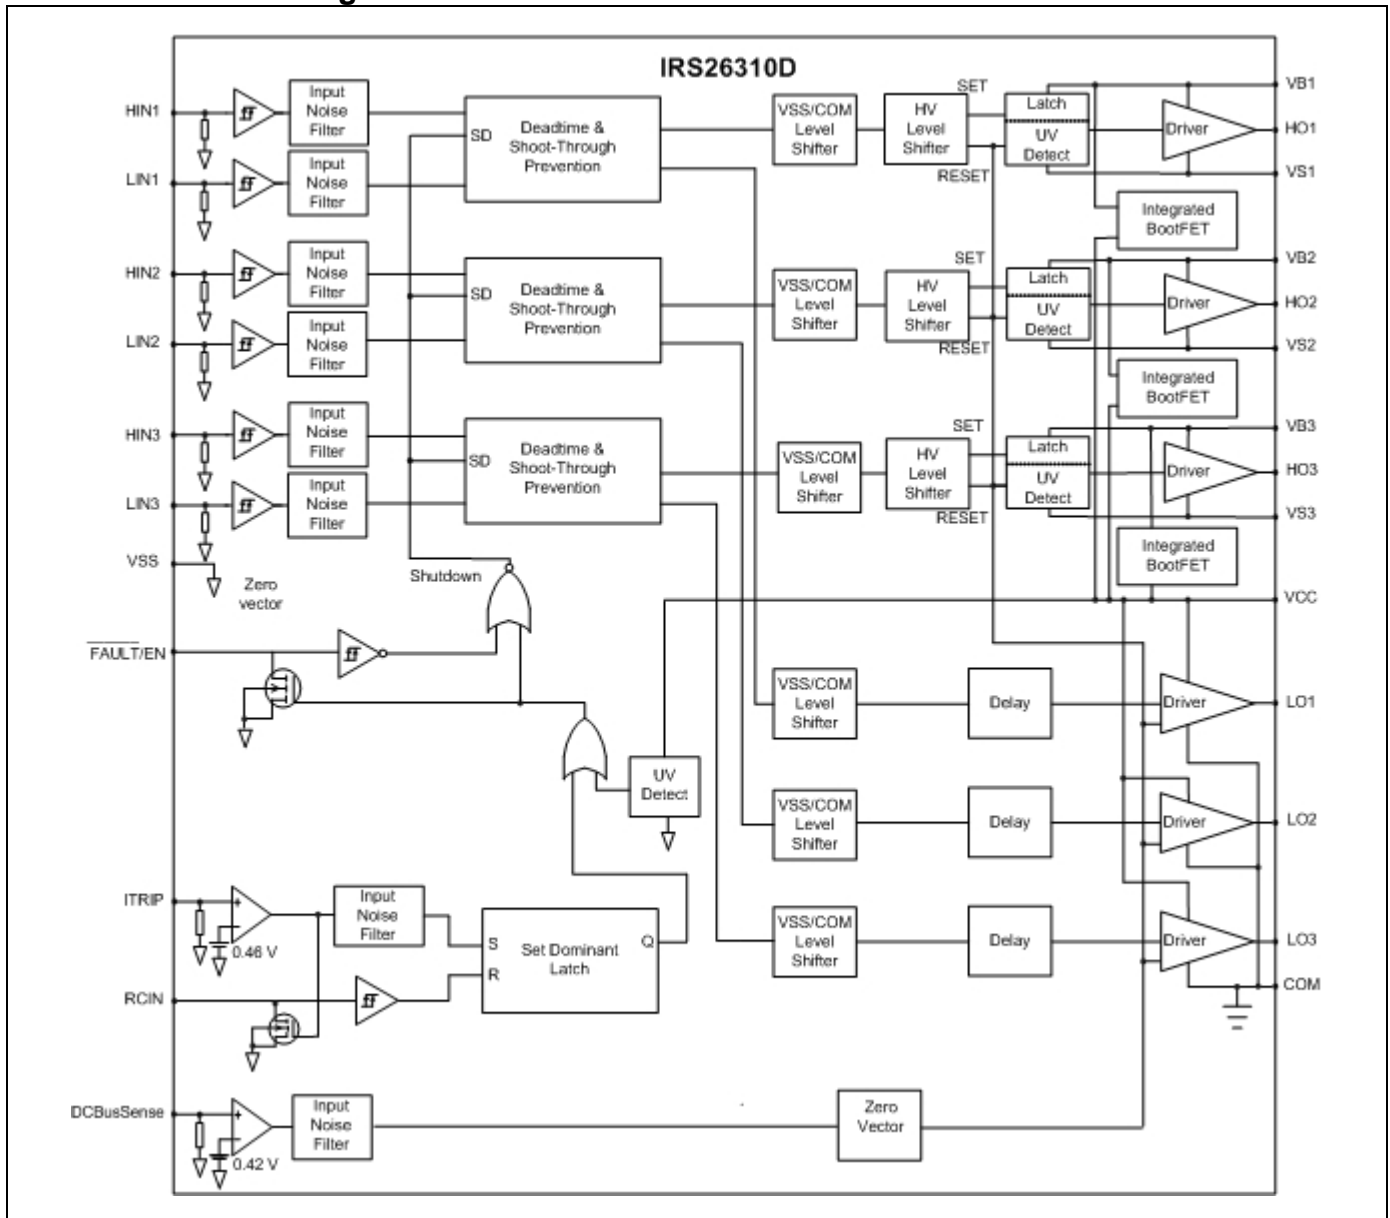 IRS26310D
HIN1
Input
Noise
Filter
LIN1
Input
Noise
Filter
SD
Deadtime &
Shoot-Through
Prevention
VSS/COM
Level
Shifter
HV
Level
Shifter
SET
RESET
Latch
UV
Detect
Driver
VB1
HO1
VS1
Integrated
BootFET
HIN2
Input
Noise
Filter
LIN2
Input
Noise
Filter
SD
Deadtime &
Shoot-Through
Prevention
VSS/COM
Level
Shifter
HV
Level
Shifter
SET
RESET
Latch
UV
Detect
Driver
VB2
HO2
VS2
Integrated
BootFET
HIN3
Input
Noise
Filter
LIN3
Input
Noise
Filter
SD
Deadtime &
Shoot-Through
Prevention
VSS/COM
Level
Shifter
HV
Level
Shifter
SET
RESET
Latch
UV
Detect
Driver
VB3
HO3
VS3
Integrated
BootFET
VSS
Zero
vector
Shutdown
VCC
FAULT/EN
UV
Detect
VSS/COM
Level
Shifter
Delay
Driver
LO1
VSS/COM
Level
Shifter
Delay
Driver
LO2
VSS/COM
Level
Shifter
Delay
Driver
LO3
COM
ITRIP
+
0.46 V
Input
Noise
Filter
S
R
Q
Set Dominant
Latch
RCIN
DCBusSense
+
0.42 V
Input
Noise
Filter
Zero
Vector